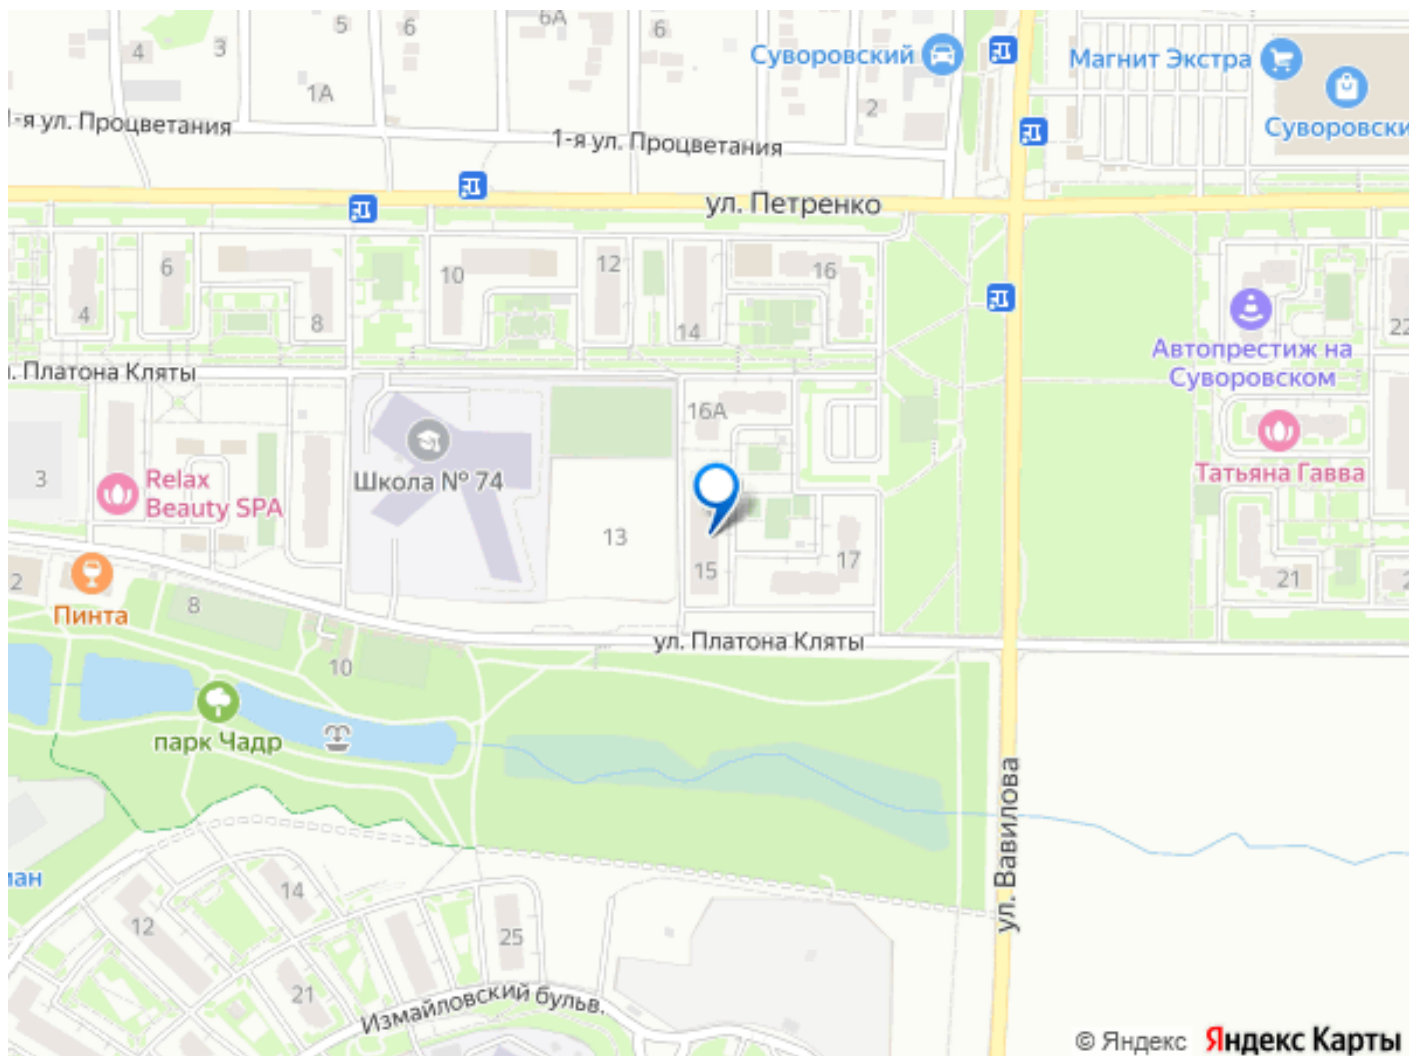 5
6
6А
6
4
3
Суворовский
Магнит Экстра
1А
2
Суворовски
1-я ул. Процветания
1-я ул. Процветания
ул. Петренко
6
10
12
16
4
8
14
22
Автопрестиж на
Суворовском
. Платона Кляты
16А
3
Школа № 74
Relax
Beauty SPA
Татьяна Гавва
13
15
17
21
2
2
Пинта
8
10
ул. Платона Кляты
парк Чадр
ул. Вавилова
ман
14
12
25
21
Измайловский бульв.
© Яндекс Яндекс Карты